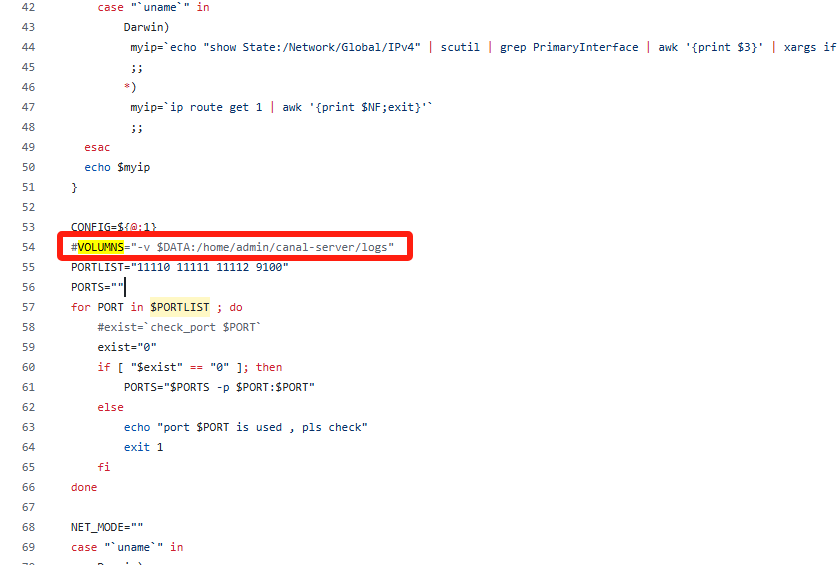 42 case "`uname`" in
43 Darwin)
44 myip=`echo "show State:/Network/Global/IPv4" | scutil | grep PrimaryInterface | awk '{print $3}' | xargs if
45 ;;
46 *)
47 myip=`ip route get 1 | awk '{print $NF;exit}'`
48 ;;
49 esac
50 echo $myip
51 }
52
53 CONFIG=${@:1}
54 #VOLUMNS="-v $DATA:/home/admin/canal-server/logs"
55 PORTLIST="11110 11111 11112 9100"
56 PORTS=""
57 for PORT in $PORTLIST ; do
58 #exist=`check_port $PORT`
59 exist="0"
60 if [ "$exist" == "0" ]; then
61 PORTS="$PORTS -p $PORT:$PORT"
62 else
63 echo "port $PORT is used , pls check"
64 exit 1
65 fi
66 done
67
68 NET_MODE=""
69 case "`uname`" in